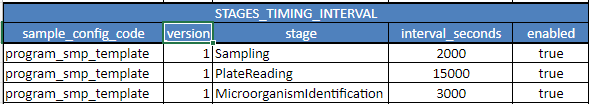 STAGES_TIMING_INTERVAL
sample_config_code version stage interval_seconds enabled
program_smp_template 1 Sampling 2000 true
program_smp_template 1 PlateReading 15000 true
program_smp_template 1 MicroorganismIdentification 3000 true